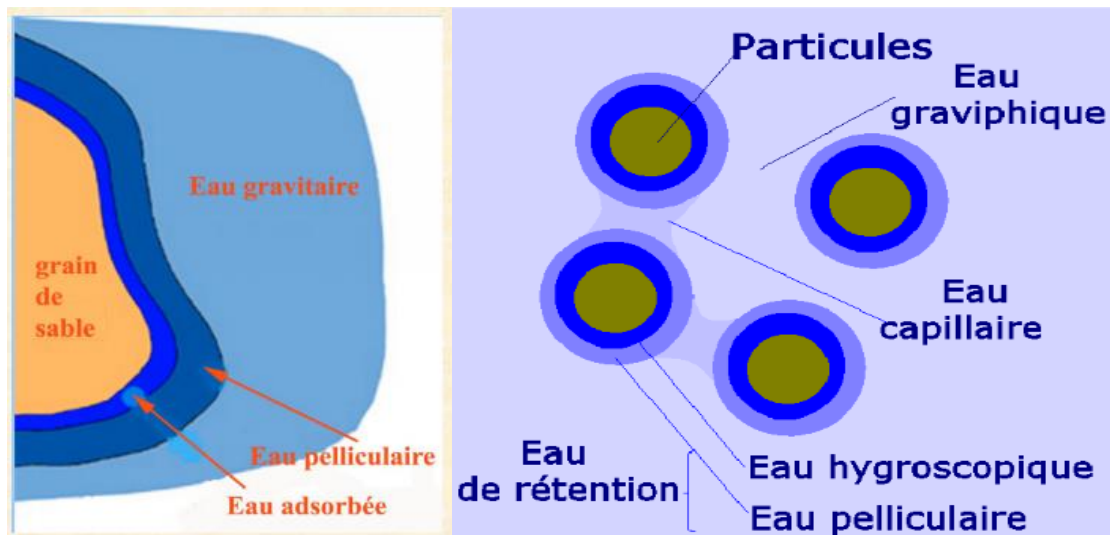 Eau gravitaire
grain
de
sable
Eau pelliculaire
Eau adsorbée
Particules
Eau
graviphique
Eau
capillaire
Eau
de rétention
Eau hygroscopique
Eau pelliculaire